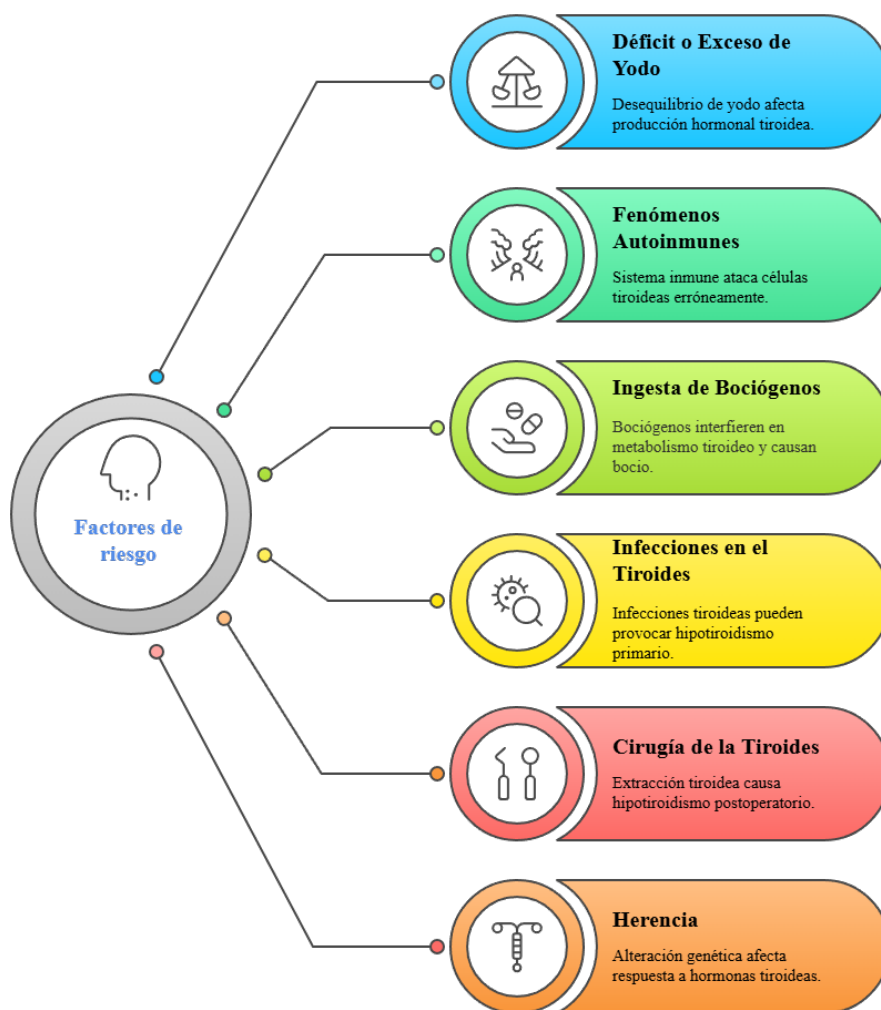 Déficit o Exceso de
Yodo
Desequilibrio de yodo afecta
producción hormonal tiroidea.
Fenómenos
Autoinmunes
Sistema inmune ataca células
tiroideas erróneamente.
Ingesta de Bociógenos
Bociógenos interfieren en
metabolismo tiroideo y causan
bocio.
Factores de
riesgo
Infecciones en el
Tiroides
Infecciones tiroideas pueden
provocar hipotiroidismo
primario.
Cirugía de la Tiroides
Extracción tiroidea causa
hipotiroidismo postoperatorio.
Herencia
Alteración genética afecta
respuesta a hormonas tiroideas.